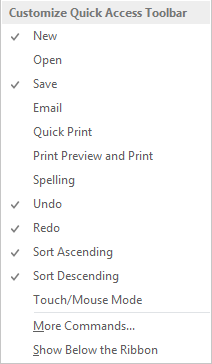 Customize Quick Access Toolbar
New
Open
Save
Email
Quick Print
Print Preview and Print
Spelling
Undo
Redo
Sort Ascending
Sort Descending
Touch/Mouse Mode
More Commands...
Show Below the Ribbon